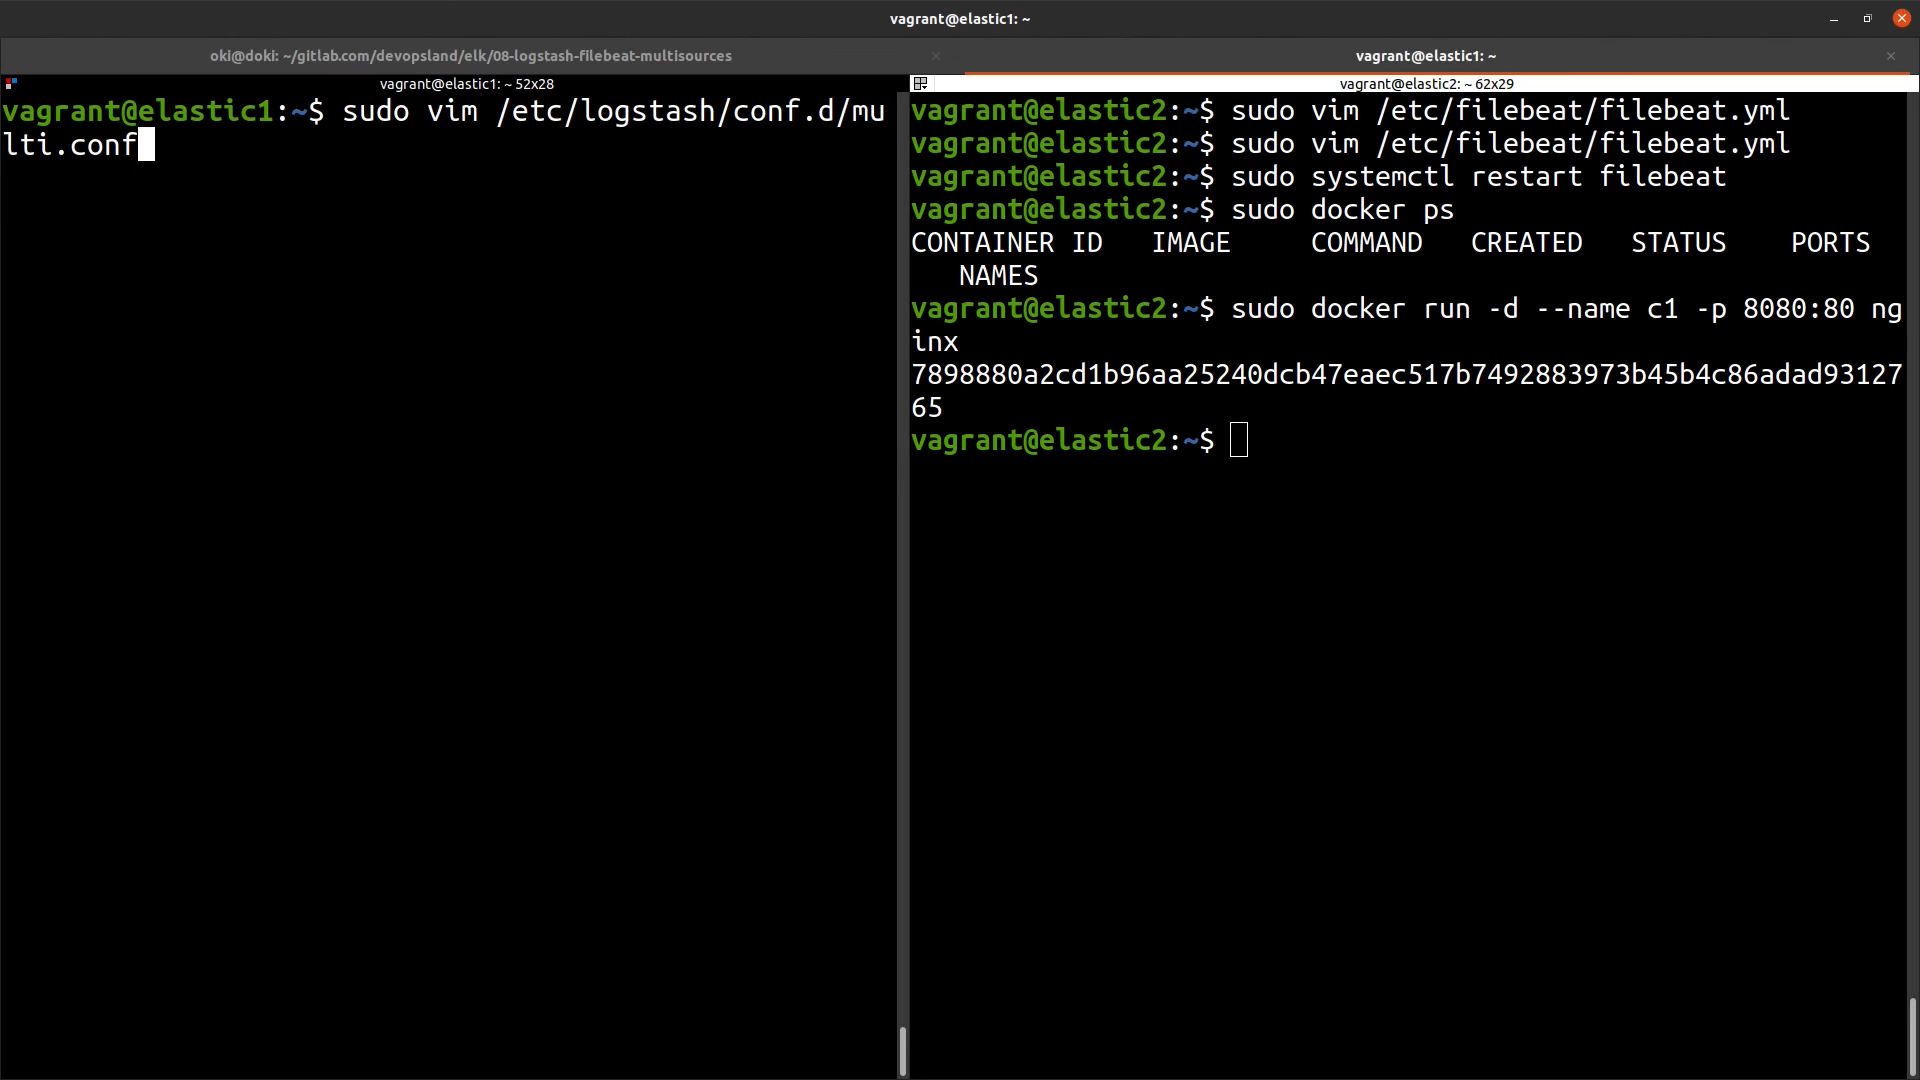 vagrant@elastic1: ~
oki@doki: ~/gitlab.com/devopsland/elk/08-logstash-filebeat-multisources
vagrant@elastic1: ~
vagrant@elastic1: ~ 52x28
vagrant@elastic1:~$ sudo vim /etc/logstash/conf.d/mu
lti.conf
vagrant@elastic2: ~ 62x29
vagrant@elastic2:~$ sudo vim /etc/filebeat/filebeat.yml
vagrant@elastic2:~$ sudo vim /etc/filebeat/filebeat.yml
vagrant@elastic2:~$ sudo systemctl restart filebeat
vagrant@elastic2:~$ sudo docker ps
CONTAINER ID   IMAGE     COMMAND   CREATED   STATUS    PORTS
   NAMES
vagrant@elastic2:~$ sudo docker run -d --name c1 -p 8080:80 ng
inx
7898880a2cd1b96aa25240dcb47eaec517b7492883973b45b4c86adad93127
65
vagrant@elastic2:~$